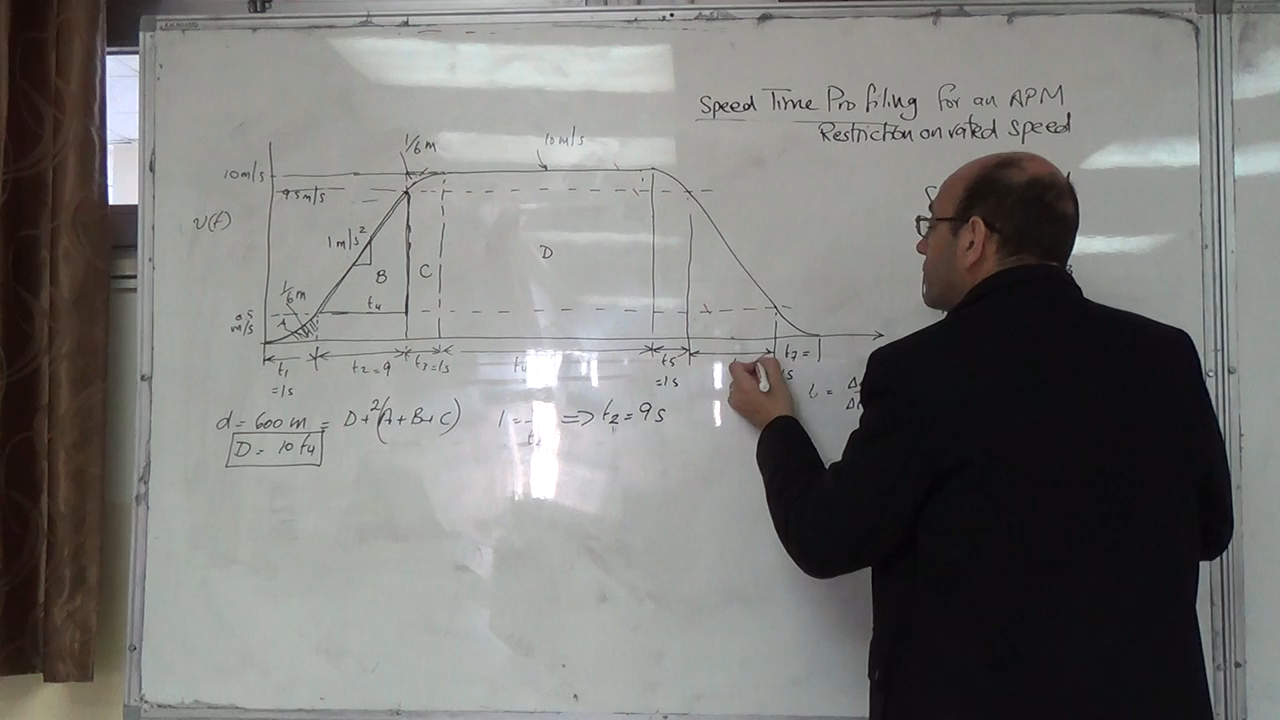 Speed Time Profiling for an APM
Restriction on rated speed
1/6 m
10 m/s
10 m/s
9.5 m/s
v(t)
1 m/s²
B
C
D
1/6 m
t4
0.5
m/s
A
t1
=1s
t2=9
t3=1s
t4
t5
=1s
t7=
d = 600 m = D + 2(A+B+C)
t2 = 9s
D = 10 t4